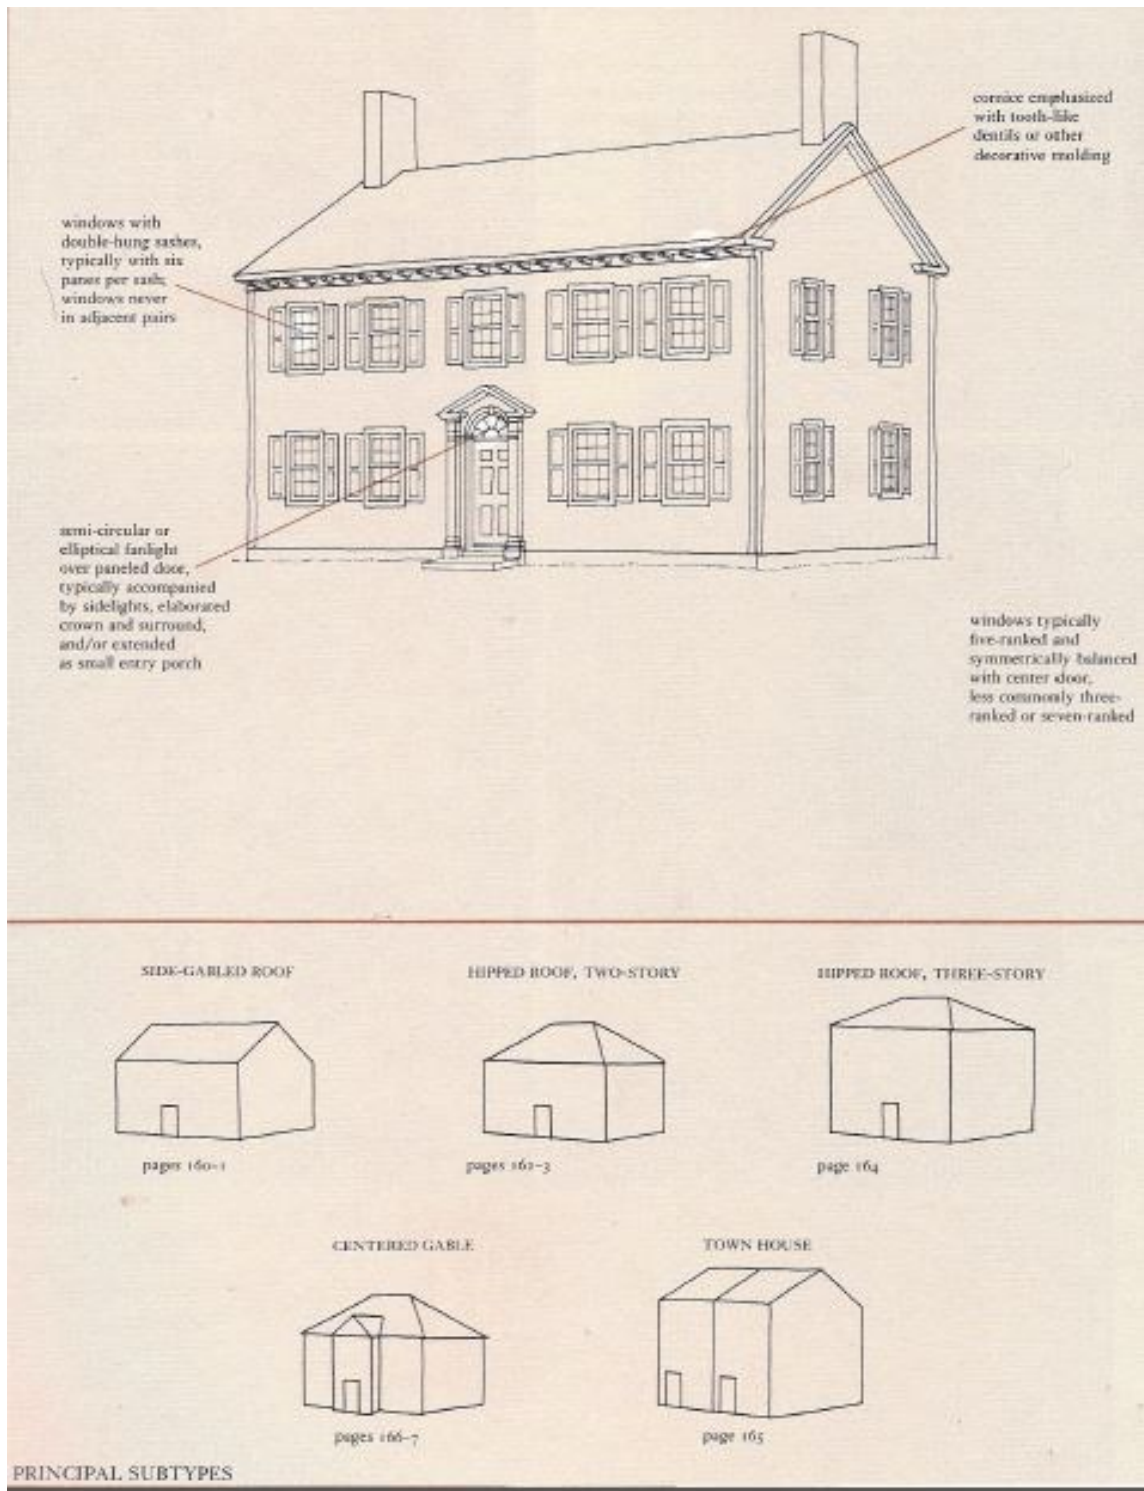 cornice emphasized
with tooth-like
dentils or other
decorative molding
windows with
double-hung sashes,
typically with six
panes per sash;
windows never
in adjacent pairs
semi-circular or
elliptical fanlight
over paneled door,
typically accompanied
by sidelights, elaborated
crown and surround,
and/or extended
as small entry porch
windows typically
five-ranked and
symmetrically balanced
with center door,
less commonly three-
ranked or seven-ranked
SIDE-GABLED ROOF
HIPPED ROOF, TWO-STORY
HIPPED ROOF, THREE-STORY
pages 160-1
pages 162-3
page 164
CENTERED GABLE
TOWN HOUSE
pages 166-7
page 165
PRINCIPAL SUBTYPES